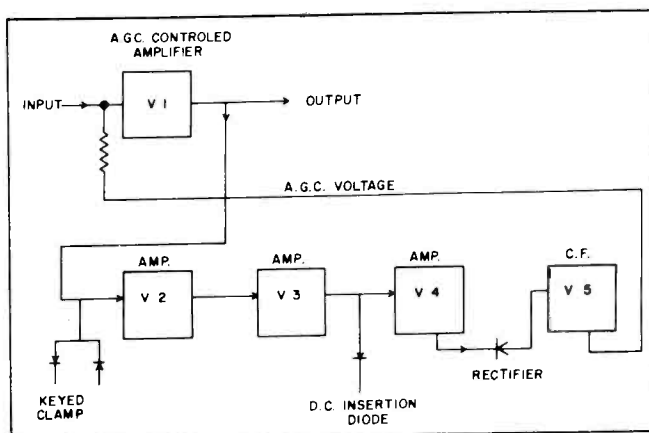 A.G.C. CONTROLED
AMPLIFIER
INPUT
V 1
OUTPUT
A.G.C. VOLTAGE
AMP.
AMP.
AMP.
C.F.
V 2
V 3
V 4
V 5
KEYED
CLAMP
D.C. INSERTION
DIODE
RECTIFIER